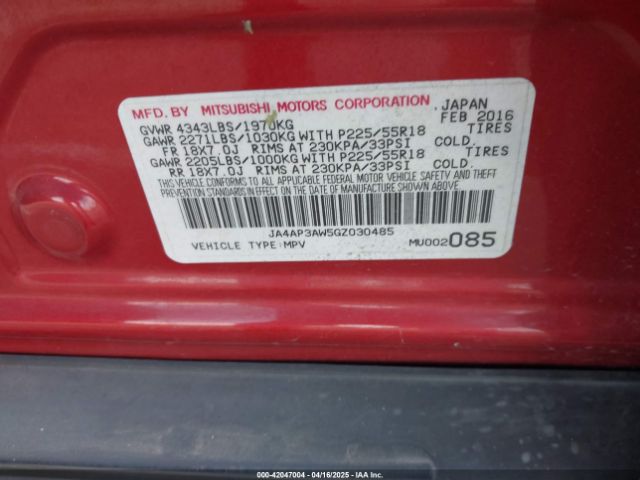 MFD. BY MITSUBISHI MOTORS CORPORATION, JAPAN
GVWR 4343LBS/1970KG FEB 2016
GAWR 2271LBS/1030KG WITH P225/55R18 TIRES
FR 18X7.0J RIMS AT 230KPA/33PSI COLD.
GAWR 2205LBS/1000KG WITH P225/55R18 TIRES
RR 18X7.0J RIMS AT 230KPA/33PSI COLD.
THIS VEHICLE CONFORMS TO ALL APPLICABLE FEDERAL MOTOR VEHICLE SAFETY AND THEFT
PREVENTION STANDARDS IN EFFECT ON THE DATE OF MANUFACTURE SHOWN ABOVE.
JA4AP3AW5GZ030485
VEHICLE TYPE:MPV MU002085
000-42047004 - 04/16/2025 - IAA Inc.